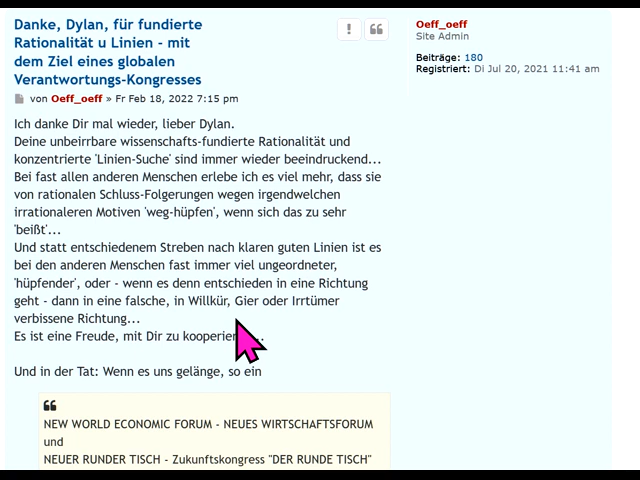 Danke, Dylan, für fundierte
Rationalität u Linien - mit
dem Ziel eines globalen
Verantwortungs-Kongresses
von Oeff_oeff » Fr Feb 18, 2022 7:15 pm
Ich danke Dir mal wieder, lieber Dylan.
Deine unbeirrbare wissenschafts-fundierte Rationalität und
konzentrierte 'Linien-Suche' sind immer wieder beeindruckend...
Bei fast allen anderen Menschen erlebe ich es viel mehr, dass sie
von rationalen Schluss-Folgerungen wegen irgendwelchen
irrationaleren Motiven 'weg-hüpfen', wenn sich das zu sehr
'beißt'...
Und statt entschiedenem Streben nach klaren guten Linien ist es
bei den anderen Menschen fast immer viel ungeordneter,
'hüpfender', oder - wenn es denn entschieden in eine Richtung
geht - dann in eine falsche, in Willkür, Gier oder Irrtümer
verbissene Richtung...
Es ist eine Freude, mit Dir zu
Und in der Tat: Wenn es uns gelänge, so ein
NEW WORLD ECONOMIC FORUM - NEUES WIRTSCHAFTSFORUM
und
NEUER RUNDER TISCH - Zukunftskongress "DER RUNDE TISCH"
Oeff_oeff
Site Admin
Beiträge: 180
Registriert: Di Jul 20, 2021 11:41 am